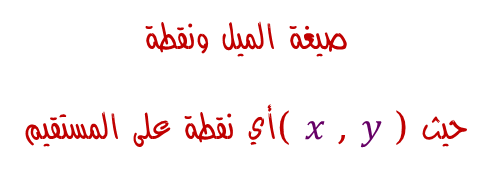 صيغة الميل ونقطة
حيث ( x , y ) أي نقطة على المستقيم